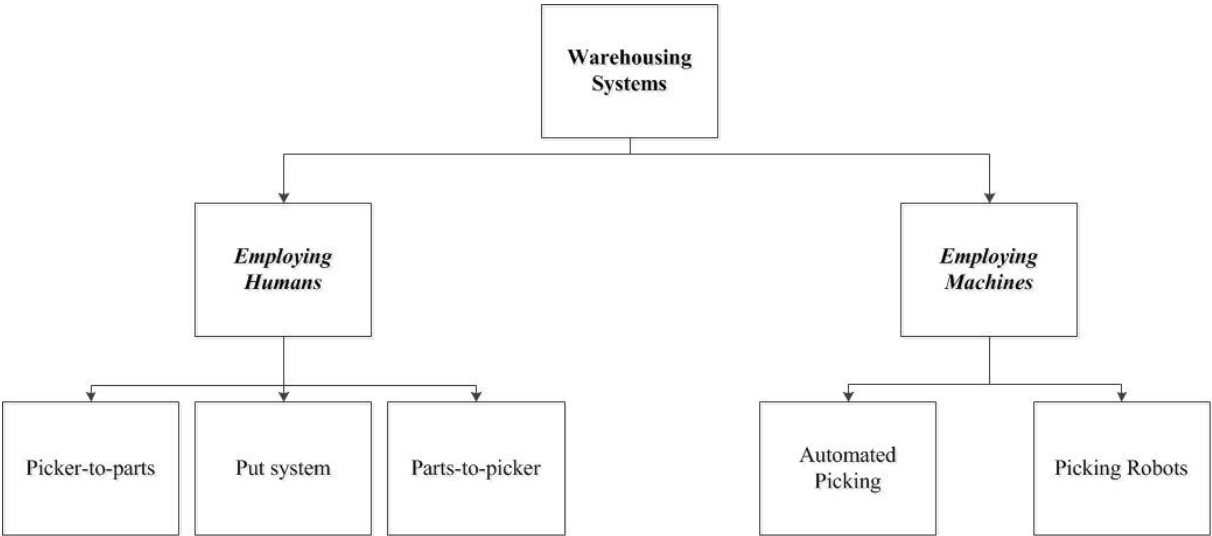 Warehousing
Systems
Employing
Humans
Employing
Machines
Picker-to-parts
Put system
Parts-to-picker
Automated
Picking
Picking Robots